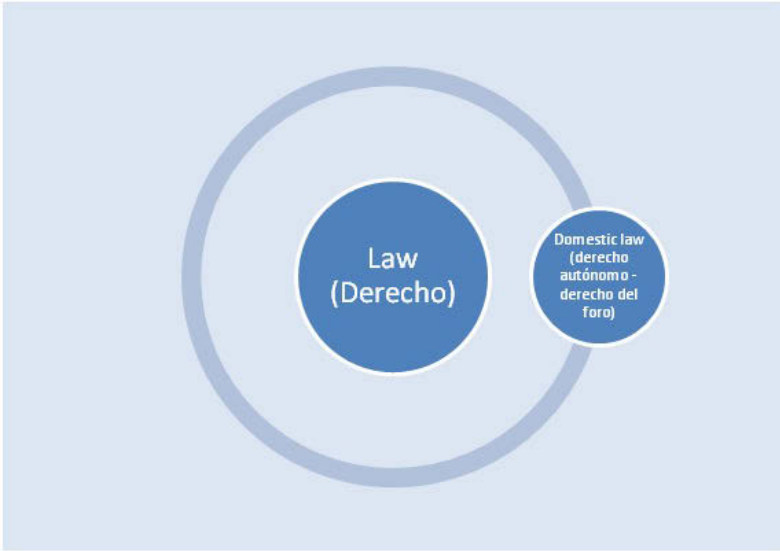 Law
(Derecho)
Domestic law
(derecho
autónomo -
derecho del
foro)